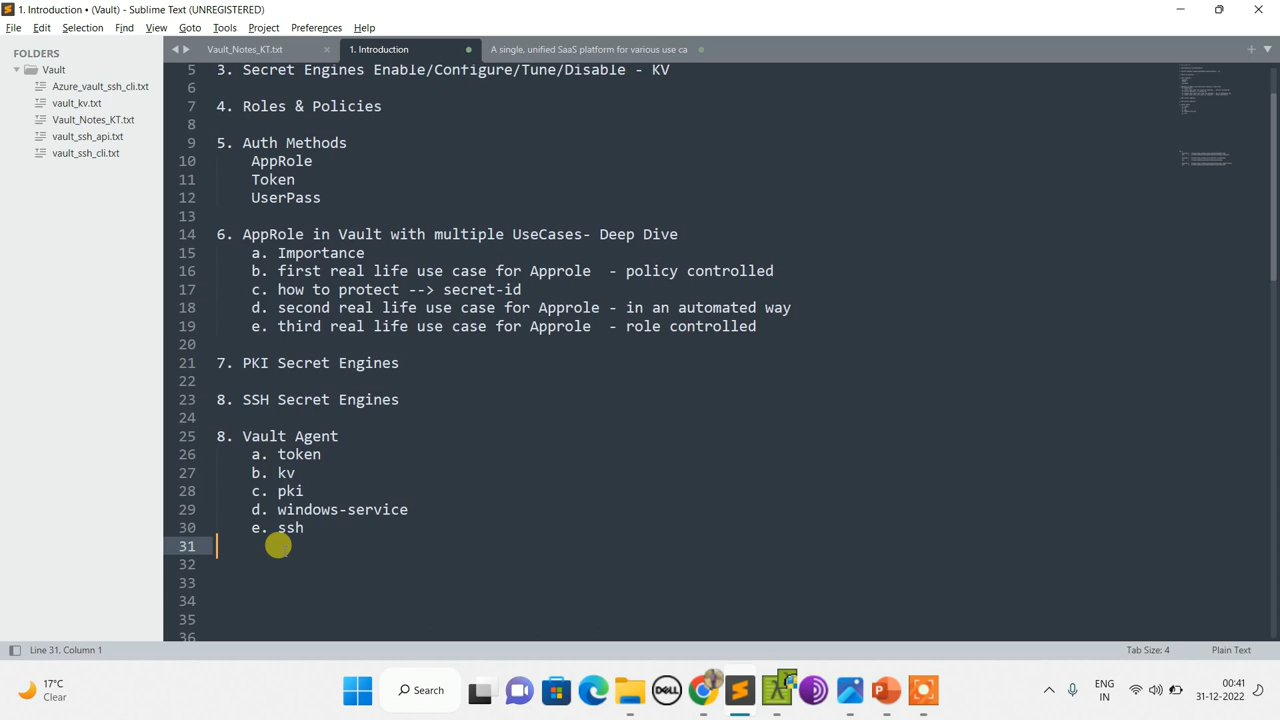 1. Introduction • (Vault) - Sublime Text (UNREGISTERED)
File Edit Selection Find View Goto Tools Project Preferences Help
FOLDERS
Vault
Azure_vault_ssh_cli.txt
vault_kv.txt
Vault_Notes_KT.txt
vault_ssh_api.txt
vault_ssh_cli.txt
Vault_Notes_KT.txt
1. Introduction
A single, unified SaaS platform for various use ca
5 3. Secret Engines Enable/Configure/Tune/Disable - KV
6
7 4. Roles & Policies
8
9 5. Auth Methods
10 AppRole
11 Token
12 UserPass
13
14 6. AppRole in Vault with multiple UseCases- Deep Dive
15 a. Importance
16 b. first real life use case for Approle - policy controlled
17 c. how to protect --> secret-id
18 d. second real life use case for Approle - in an automated way
19 e. third real life use case for Approle - role controlled
20
21 7. PKI Secret Engines
22
23 8. SSH Secret Engines
24
25 8. Vault Agent
26 a. token
27 b. kv
28 c. pki
29 d. windows-service
30 e. ssh
31
32
33
34
35
36
Line 31, Column 1
Tab Size: 4
Plain Text
17°C
Clear
Search
DELL
ENG
IN
00:41
31-12-2022